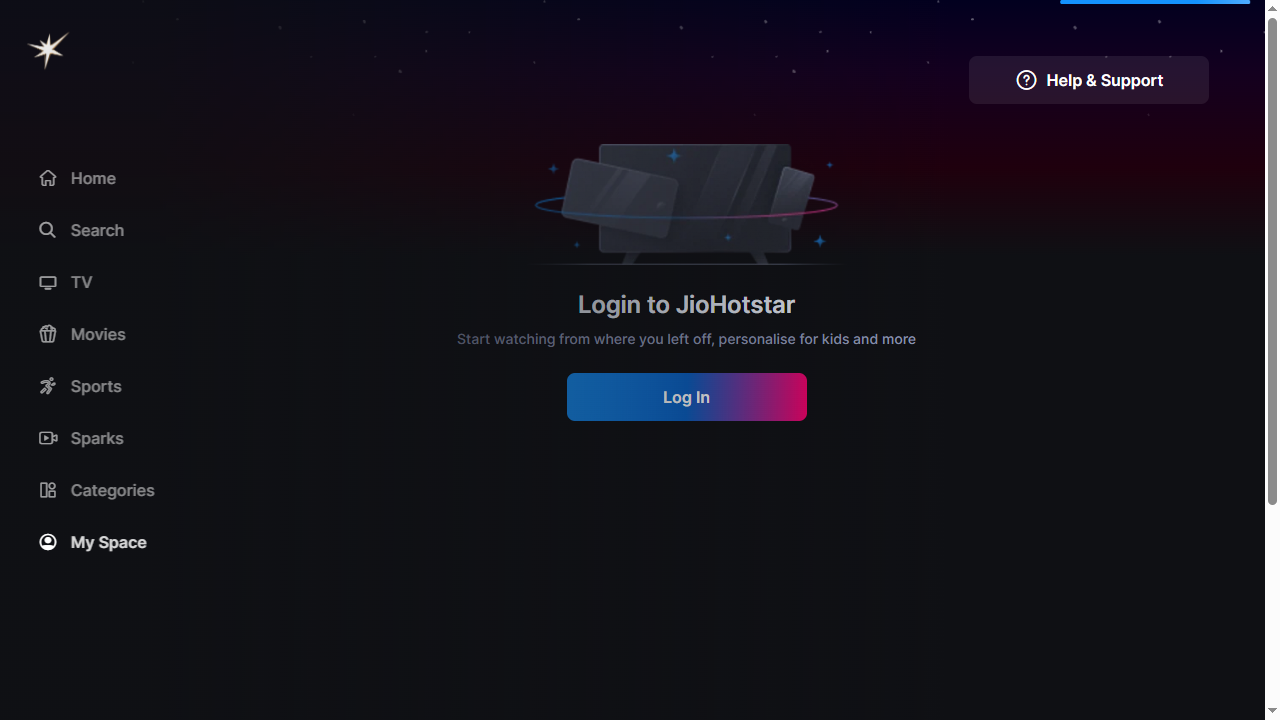 Help & Support
Home
Search
TV
Movies
Sports
Sparks
Categories
My Space
Login to JioHotstar
Start watching from where you left off, personalise for kids and more
Log In